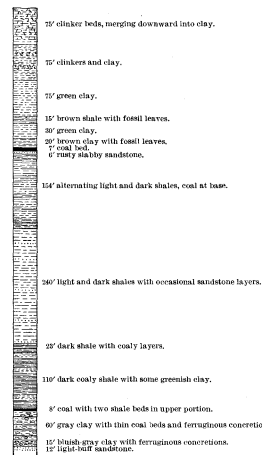 75′ clinker beds, merging downward into clay.
75′ clinkers and clay.
75′ green clay.
15′ brown shale with fossil leaves.
30′ green clay.
20′ brown clay with fossil leaves.
7′ coal bed.
6′ rusty slabby sandstone.
154′ alternating light and dark shales, coal at base.
240′ light and dark shales with occasional sandstone layers.
23′ dark shale with coaly layers.
110′ dark coaly shale with some greenish clay.
8′ coal with two shale beds in upper portion.
60′ gray clay with thin coal beds and ferruginous concretio
15′ bluish-gray clay with ferruginous concretions.
12′ light-buff sandstone.